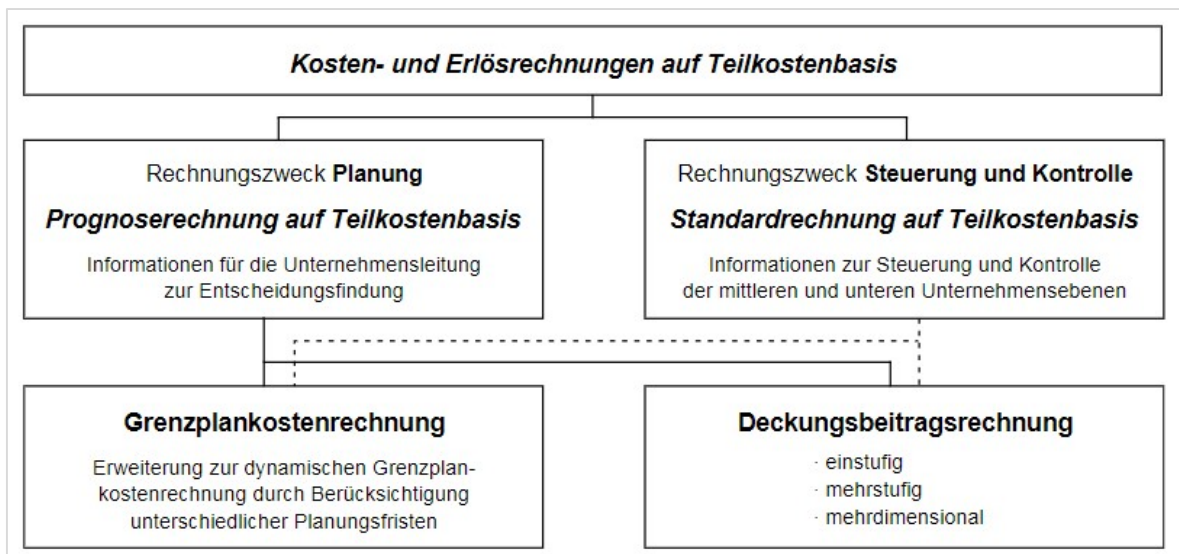 Kosten- und Erlösrechnungen auf Teilkostenbasis
Rechnungszweck Planung
Prognoserechnung auf Teilkostenbasis
Informationen für die Unternehmensleitung
zur Entscheidungsfindung
Rechnungszweck Steuerung und Kontrolle
Standardrechnung auf Teilkostenbasis
Informationen zur Steuerung und Kontrolle
der mittleren und unteren Unternehmensebenen
Grenzplankostenrechnung
Erweiterung zur dynamischen Grenzplan-
kostenrechnung durch Berücksichtigung
unterschiedlicher Planungsfristen
Deckungsbeitragsrechnung
· einstufig
· mehrstufig
· mehrdimensional